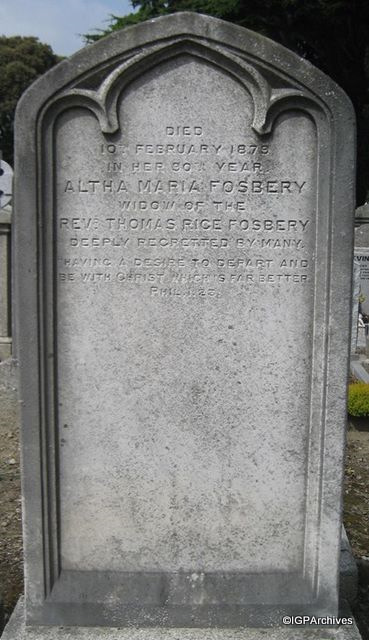 DIED
10TH FEBRUARY 1878
IN HER 80TH YEAR
ALTHA MARIA FOSBERY
WIDOW OF THE
REVD THOMAS RICE FOSBERY
DEEPLY REGRETTED BY MANY.
HAVING A DESIRE TO DEPART AND
BE WITH CHRIST WHICH IS FAR BETTER.
PHIL. 1. 23.
©IGPArchives